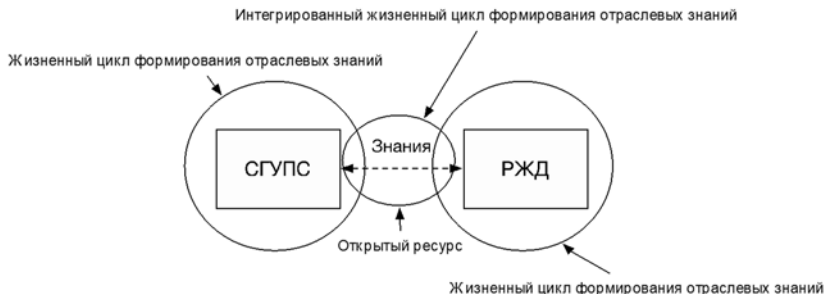 Интегрированный жизненный цикл формирования отраслевых знаний
Жизненный цикл формирования отраслевых знаний
Знания
СГУПС
РЖД
Открытый ресурс
Жизненный цикл формирования отраслевых знаний